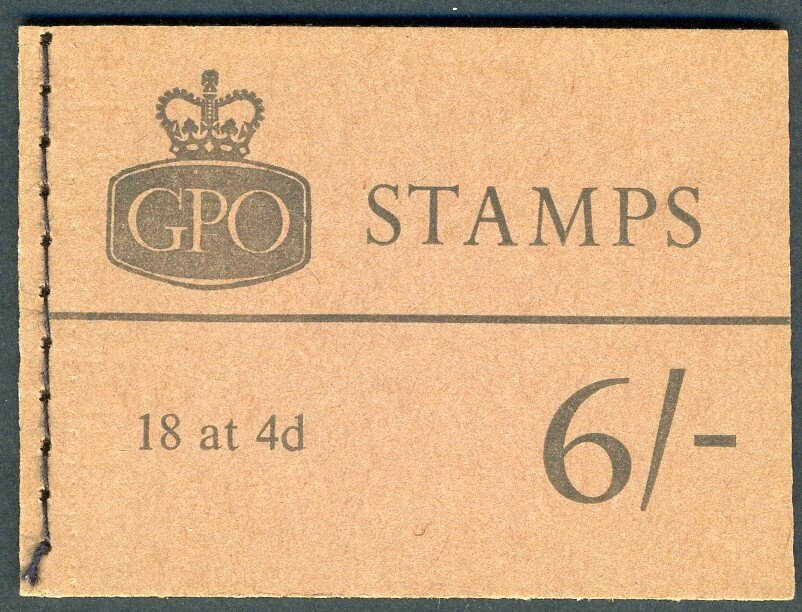 GPO STAMPS
18 at 4d 6/-